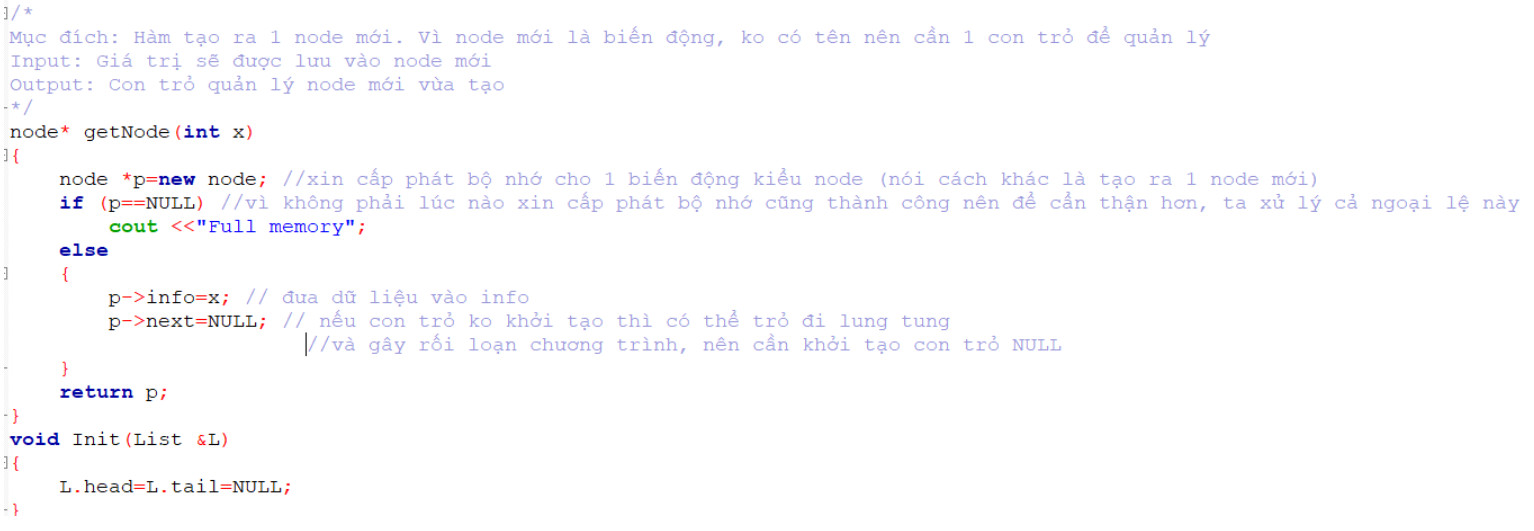 /*
Mục đích: Hàm tạo ra 1 node mới. Vì node mới là biến động, ko có tên nên cần 1 con trỏ để quản lý
Input: Giá trị sẽ được lưu vào node mới
Output: Con trỏ quản lý node mới vừa tạo
*/
node* getNode(int x)
{
    node *p=new node; //xin cấp phát bộ nhớ cho 1 biến động kiểu node (nói cách khác là tạo ra 1 node mới)
    if (p==NULL) //vì không phải lúc nào xin cấp phát bộ nhớ cũng thành công nên để cẩn thận hơn, ta xử lý cả ngoại lệ này
        cout <<"Full memory";
    else
    {
        p->info=x; // đưa dữ liệu vào info
        p->next=NULL; // nếu con trỏ ko khởi tạo thì có thể trỏ đi lung tung
                        //và gây rối loạn chương trình, nên cần khởi tạo con trỏ NULL
    }
    return p;
}
void Init(List &L)
{
    L.head=L.tail=NULL;
}